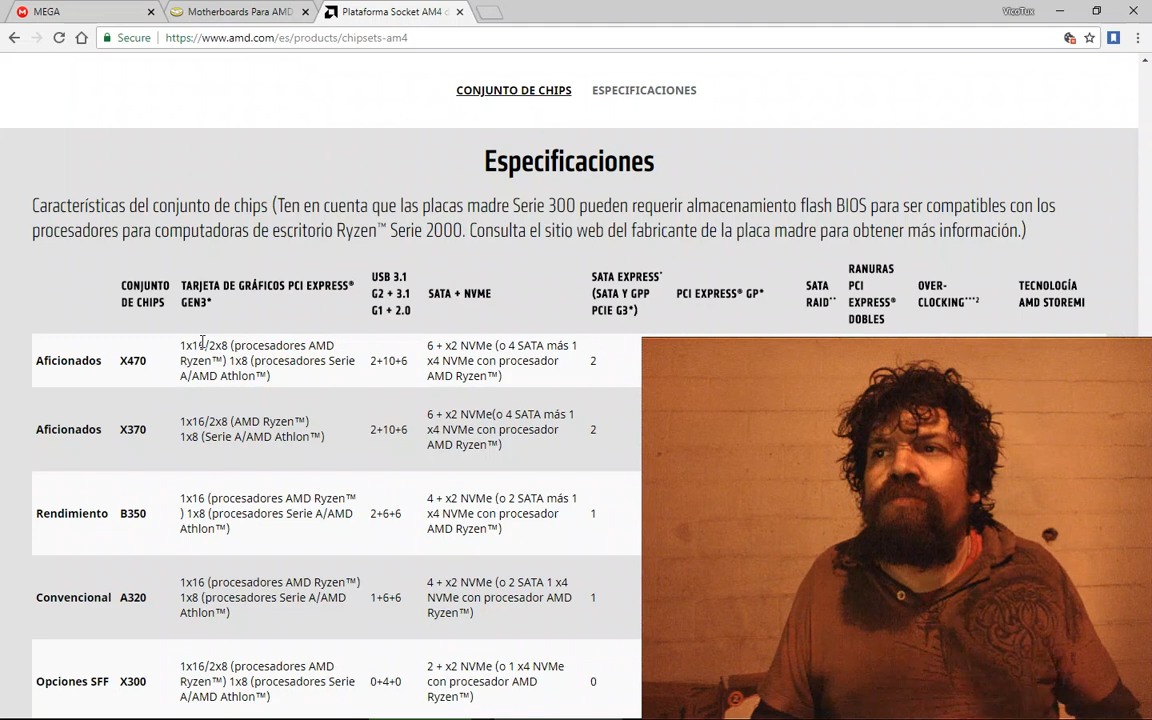 MEGA
Motherboards Para AMD
Plataforma Socket AM4 d
VicoTux
Secure
https://www.amd.com/es/products/chipsets-am4
CONJUNTO DE CHIPS ESPECIFICACIONES
Especificaciones
Características del conjunto de chips (Ten en cuenta que las placas madre Serie 300 pueden requerir almacenamiento flash BIOS para ser compatibles con los
procesadores para computadoras de escritorio Ryzen™ Serie 2000. Consulta el sitio web del fabricante de la placa madre para obtener más información.)
CONJUNTO
DE CHIPS
TARJETA DE GRÁFICOS PCI EXPRESS®
GEN3*
USB 3.1
G2 + 3.1
G1 + 2.0
SATA + NVME
SATA EXPRESS*
(SATA Y GPP
PCIE G3*)
PCI EXPRESS® GP*
SATA
RAID**
RANURAS
PCI
EXPRESS®
DOBLES
OVER-
CLOCKING***2
TECNOLOGÍA
AMD STOREMI
Aficionados
X470
1x16/2x8 (procesadores AMD
Ryzen™) 1x8 (procesadores Serie
A/AMD Athlon™)
2+10+6
6 + x2 NVMe (o 4 SATA más 1
x4 NVMe con procesador
AMD Ryzen™)
2
Aficionados
X370
1x16/2x8 (AMD Ryzen™)
1x8 (Serie A/AMD Athlon™)
2+10+6
6 + x2 NVMe(o 4 SATA más 1
x4 NVMe con procesador
AMD Ryzen™)
2
Rendimiento
B350
1x16 (procesadores AMD Ryzen™
) 1x8 (procesadores Serie A/AMD
Athlon™)
2+6+6
4 + x2 NVMe (o 2 SATA más 1
x4 NVMe con procesador
AMD Ryzen™)
1
Convencional
A320
1x16 (procesadores AMD Ryzen™)
1x8 (procesadores Serie A/AMD
Athlon™)
1+6+6
4 + x2 NVMe (o 2 SATA 1 x4
NVMe con procesador AMD
Ryzen™)
1
Opciones SFF
X300
1x16/2x8 (procesadores AMD
Ryzen™) 1x8 (procesadores Serie
A/AMD Athlon™)
0+4+0
2 + x2 NVMe (o 1 x4 NVMe
con procesador AMD
Ryzen™)
0